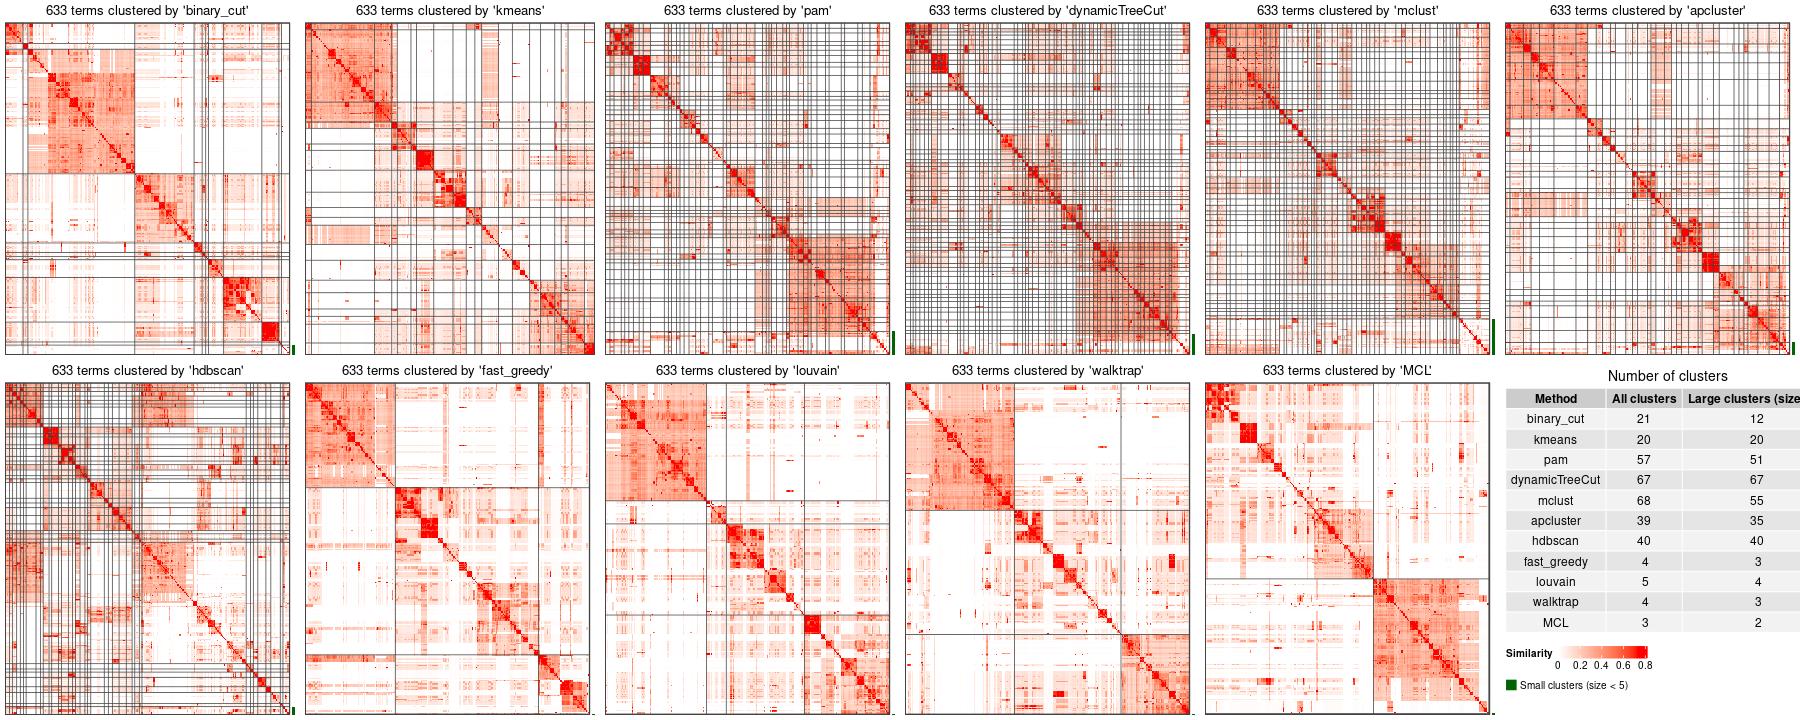 633 terms clustered by 'binary_cut'
633 terms clustered by 'kmeans'
633 terms clustered by 'pam'
633 terms clustered by 'dynamicTreeCut'
633 terms clustered by 'mclust'
633 terms clustered by 'apcluster'
633 terms clustered by 'hdbscan'
633 terms clustered by 'fast_greedy'
633 terms clustered by 'louvain'
633 terms clustered by 'walktrap'
633 terms clustered by 'MCL'
Number of clusters
Method All clusters Large clusters (size
binary_cut 21 12
kmeans 20 20
pam 57 51
dynamicTreeCut 67 67
mclust 68 55
apcluster 39 35
hdbscan 40 40
fast_greedy 4 3
louvain 5 4
walktrap 4 3
MCL 3 2
Similarity
0 0.2 0.4 0.6 0.8
Small clusters (size < 5)